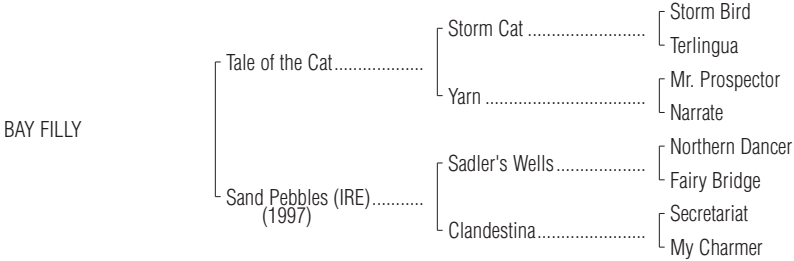 Storm Bird
Storm Cat ........................
Terlingua
Tale of the Cat...................
Mr. Prospector
Yarn .................................
Narrate
BAY FILLY
Northern Dancer
Sadler's Wells...................
Fairy Bridge
Sand Pebbles (IRE)...........
(1997)
Secretariat
Clandestina.......................
My Charmer